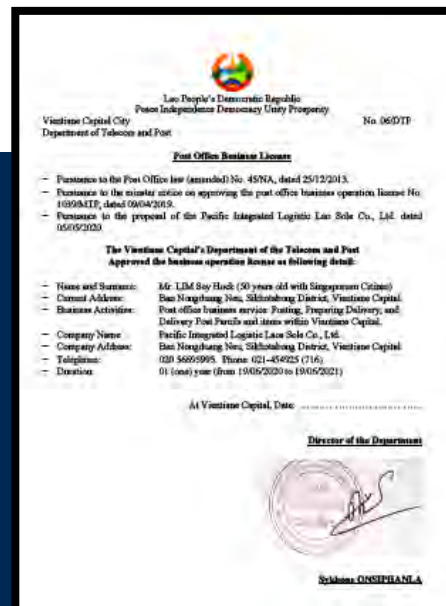 Lao People's Democratic Republic
Peace Independence Democracy Unity Prosperity
Vientiane Capital City No. 06/DTP
Department of Telecom and Post
Post Office Business License
– Pursuance to the Post Office law (amended) No. 45/NA, dated 25/12/2013.
– Pursuance to the minister notice on approving the post office business operation license No. 1039/MTP, dated 09/04/2019.
– Pursuance to the proposal of the Pacific Integrated Logistic Lao Sole Co., Ltd. dated 05/05/2020
The Vientiane Capital's Department of the Telecom and Post
Approved the business operation license as following detail:
– Name and Surname: Mr. LIM Soy Hock (50 years old with Singaporean Citizen)
– Current Address: Ban Nongduang Neu, Sikhottabong District, Vientiane Capital.
– Business Activities: Post office business service: Posting, Preparing Delivery, and
Delivery Post Parcels and items within Vientiane Capital.
– Company Name: Pacific Integrated Logistic Laos Sole Co., Ltd.
– Company Address: Ban Nongduang Neu, Sikhottabong District, Vientiane Capital.
– Telephone: 020 56695995. Phone: 021-454925 (716)
– Duration: 01 (one) year (from 19/06/2020 to 19/06/2021)
At Vientiane Capital, Date:
Director of the Department
ONSIPHANLA